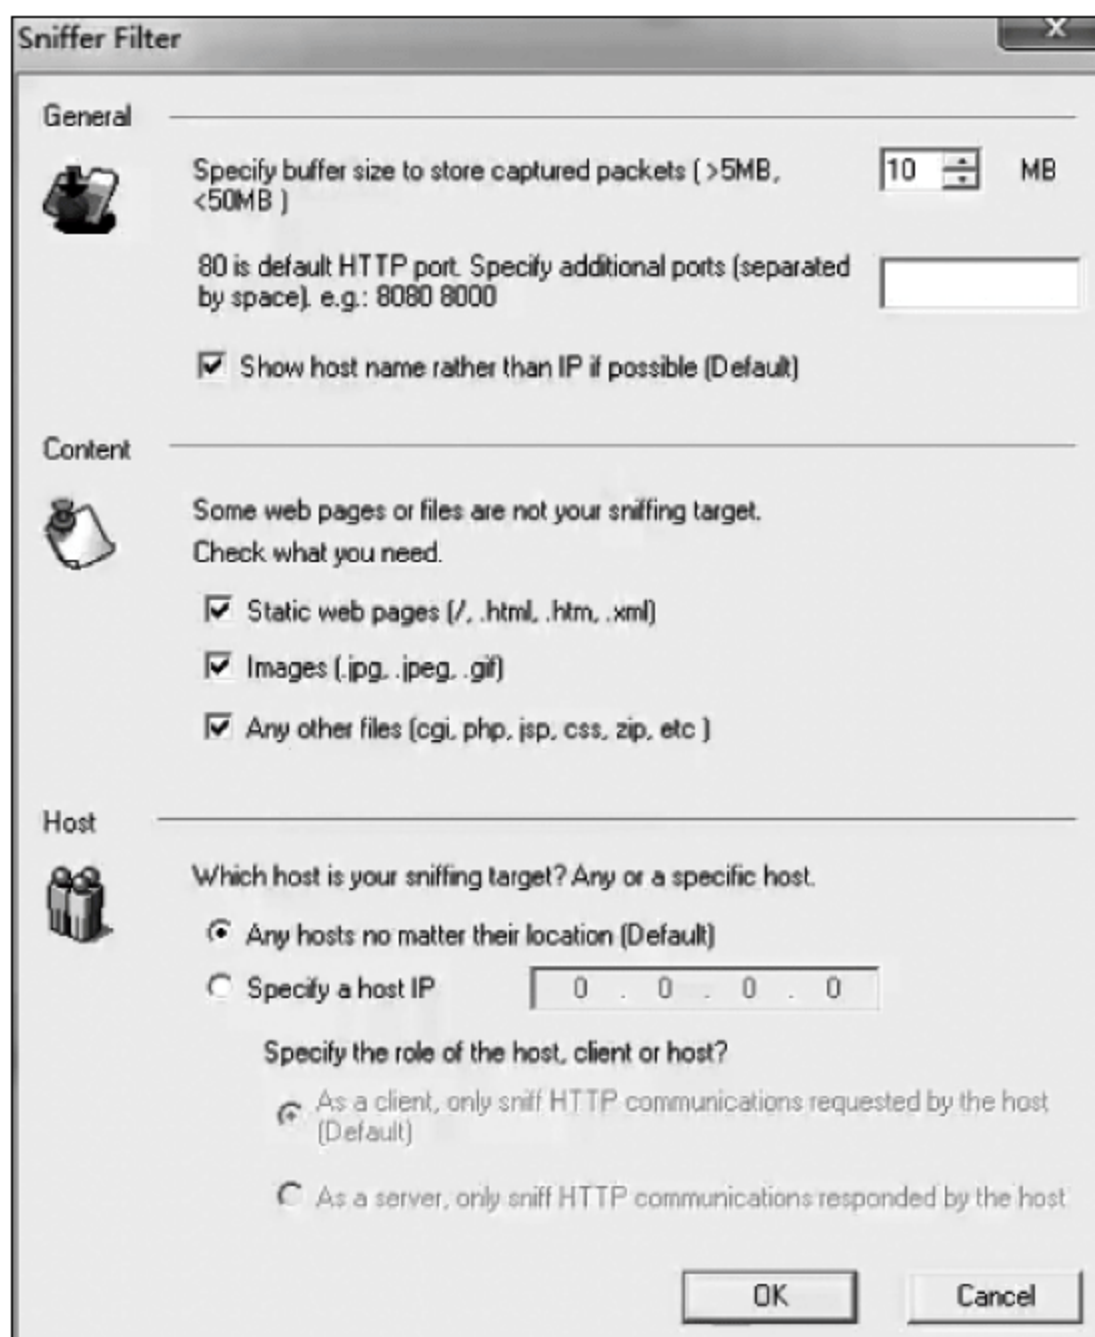 Sniffer Filter
General
Specify buffer size to store captured packets ( >5MB,
<50MB )
10
MB
80 is default HTTP port. Specify additional ports (separated
by space). e.g.: 8080 8000
Show host name rather than IP if possible (Default)
Content
Some web pages or files are not your sniffing target.
Check what you need.
Static web pages (/, .html, .htm, .xml)
Images (.jpg, .jpeg, .gif)
Any other files (cgi, php, jsp, css, zip, etc )
Host
Which host is your sniffing target? Any or a specific host.
Any hosts no matter their location (Default)
Specify a host IP
0 . 0 . 0 . 0
Specify the role of the host, client or host?
As a client, only sniff HTTP communications requested by the host
(Default)
As a server, only sniff HTTP communications responded by the host
OK
Cancel